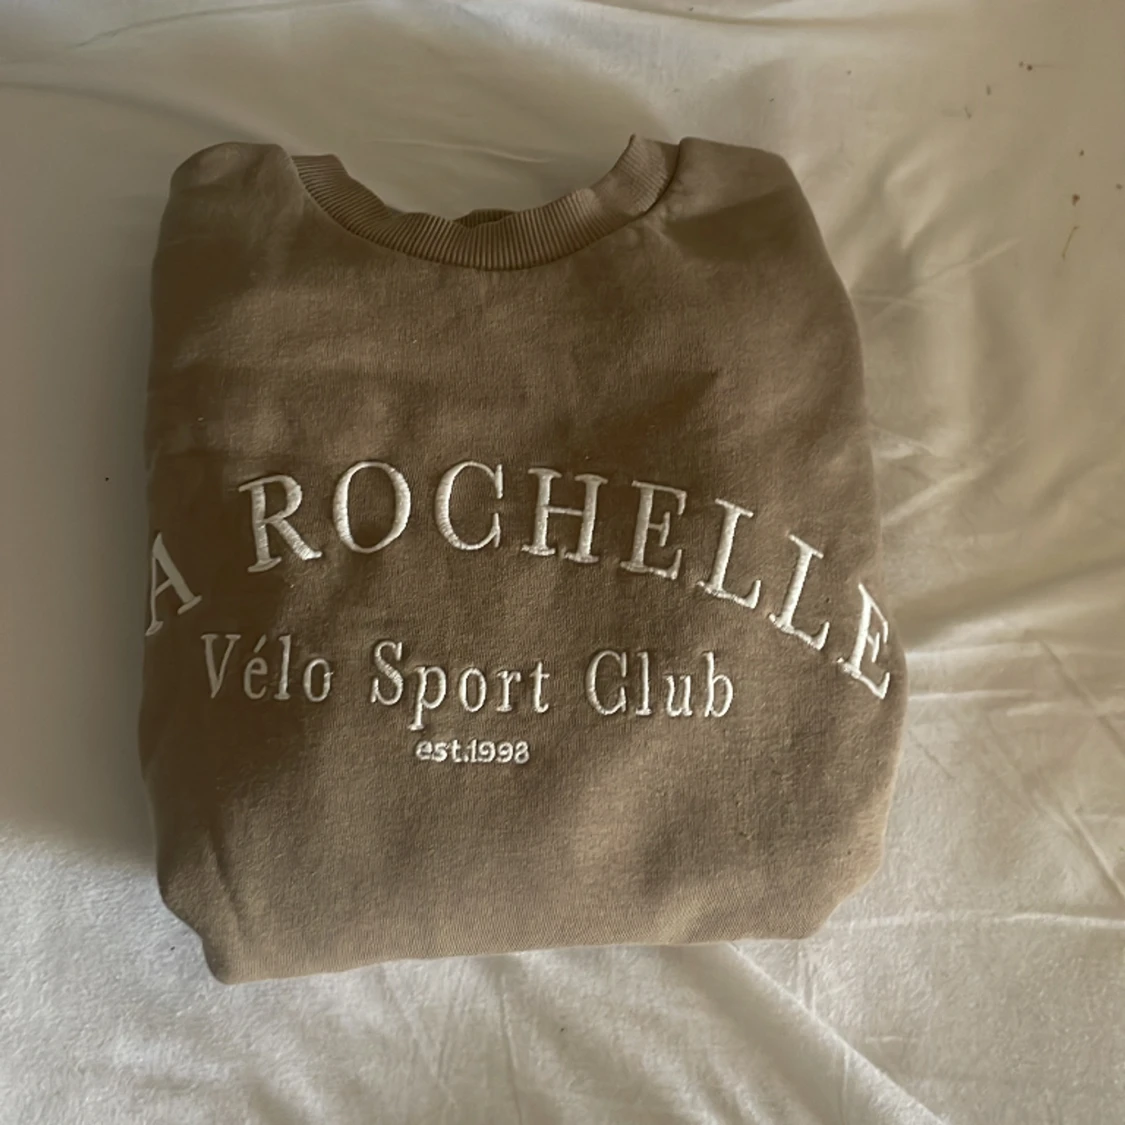 A ROCHELLE
Vélo Sport Club
est.1998